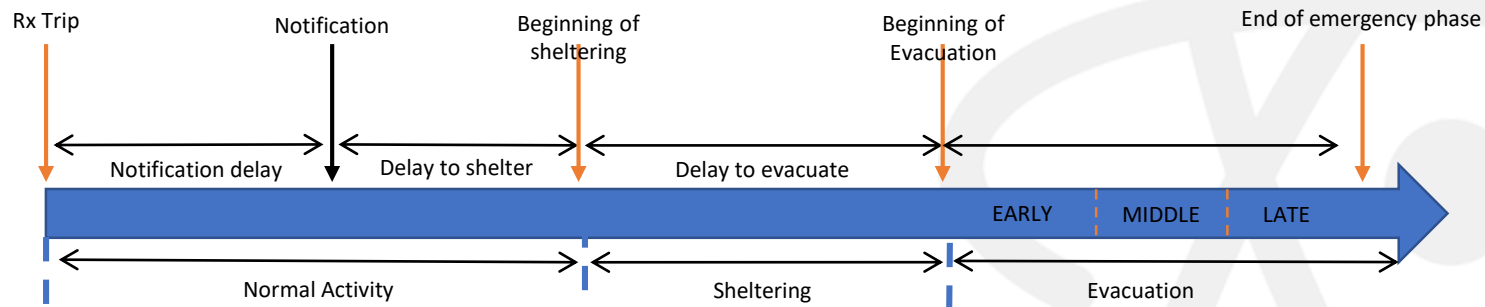 Rx Trip
Notification
Beginning of
sheltering
Beginning of
Evacuation
End of emergency phase
Notification delay
Delay to shelter
Delay to evacuate
EARLY
MIDDLE
LATE
Normal Activity
Sheltering
Evacuation